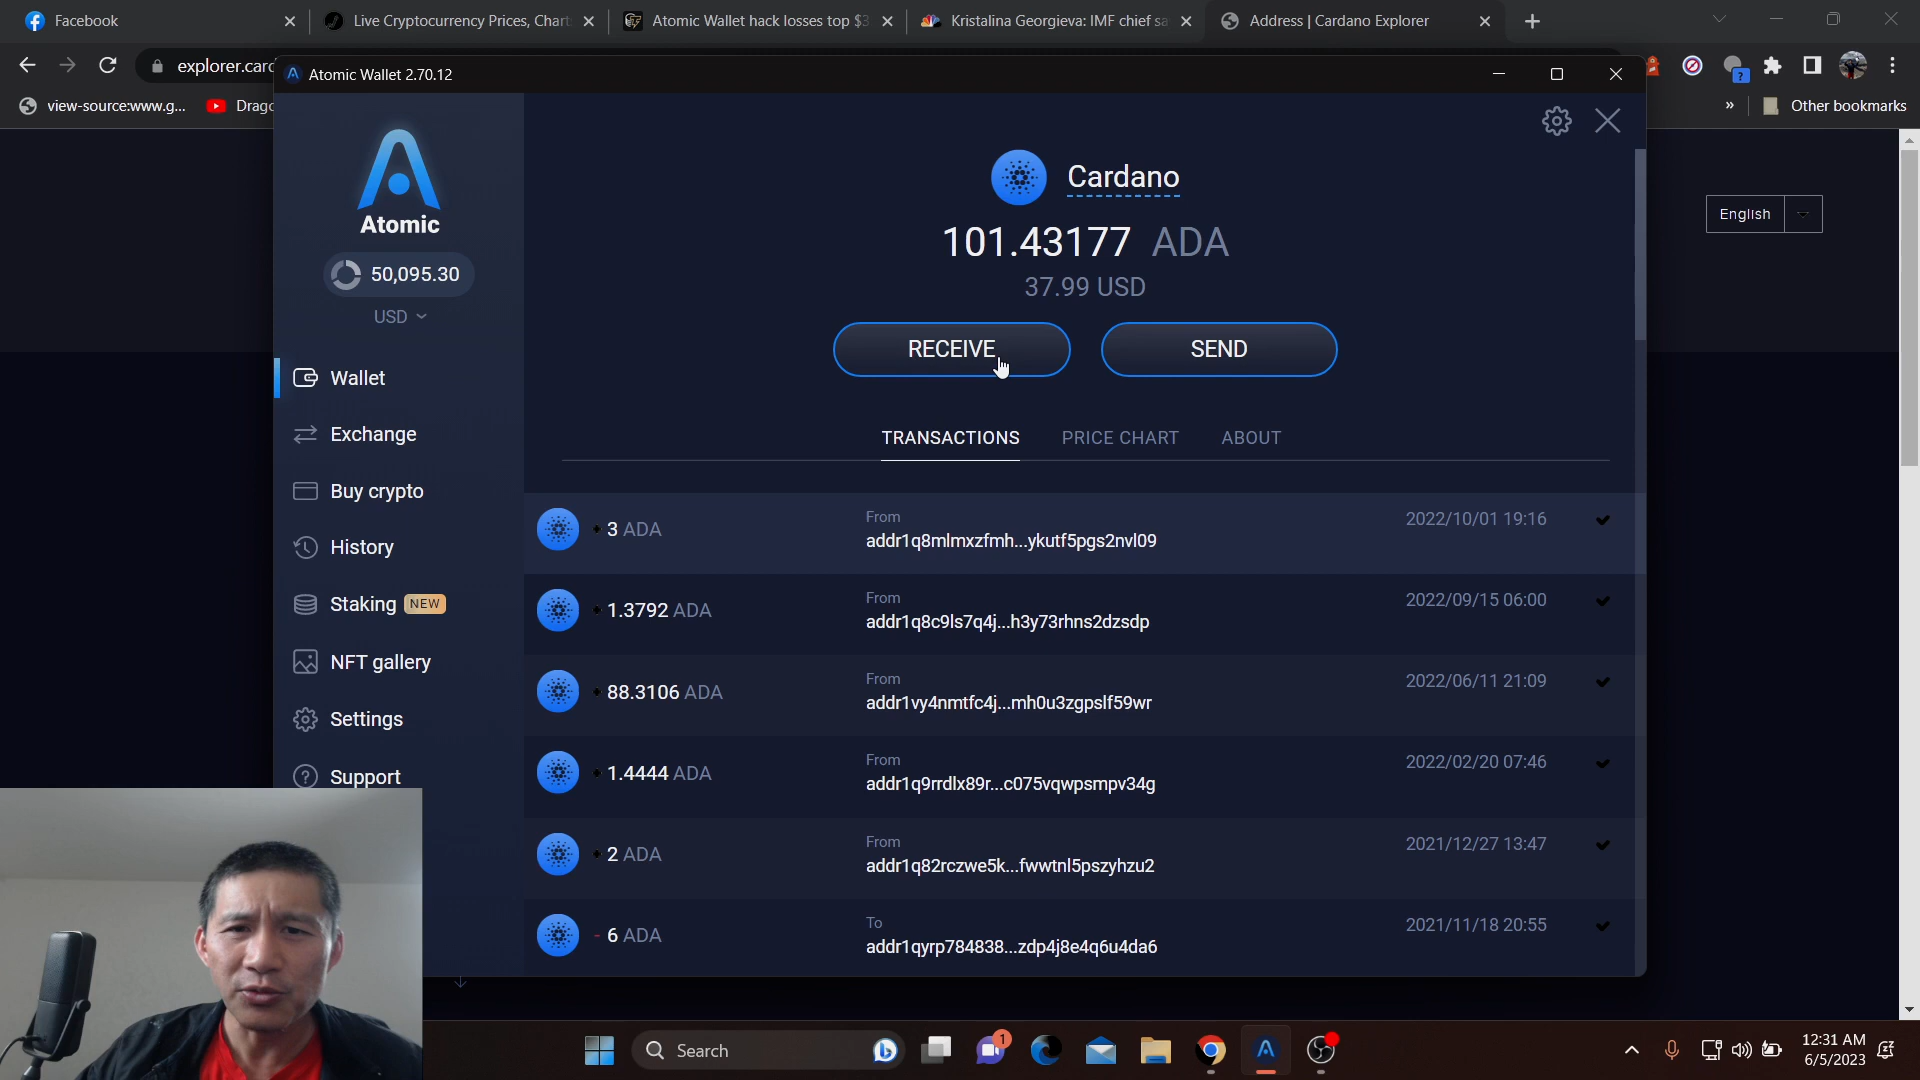 Facebook
Live Cryptocurrency Prices, Chart
Atomic Wallet hack losses top $3
Kristalina Georgieva: IMF chief sa
Address | Cardano Explorer
explorer.card
Atomic Wallet 2.70.12
view-source:www.g...
Drago
»
Other bookmarks
English
Atomic
50,095.30
USD
Wallet
Exchange
Buy crypto
History
Staking NEW
NFT gallery
Settings
Support
Cardano
101.43177 ADA
37.99 USD
RECEIVE
SEND
TRANSACTIONS
PRICE CHART
ABOUT
3 ADA
From
addr1q8mlmxzfmh...ykutf5pgs2nvl09
2022/10/01 19:16
1.3792 ADA
From
addr1q8c9ls7q4j...h3y73rhns2dzsdp
2022/09/15 06:00
88.3106 ADA
From
addr1vy4nmtfc4j...mh0u3zgpslf59wr
2022/06/11 21:09
1.4444 ADA
From
addr1q9rrdlx89r...c075vqwpsmpv34g
2022/02/20 07:46
2 ADA
From
addr1q82rczwe5k...fwwtnl5pszyhzu2
2021/12/27 13:47
- 6 ADA
To
addr1qyrp784838...zdp4j8e4q6u4da6
2021/11/18 20:55
Search
1
12:31 AM
6/5/2023